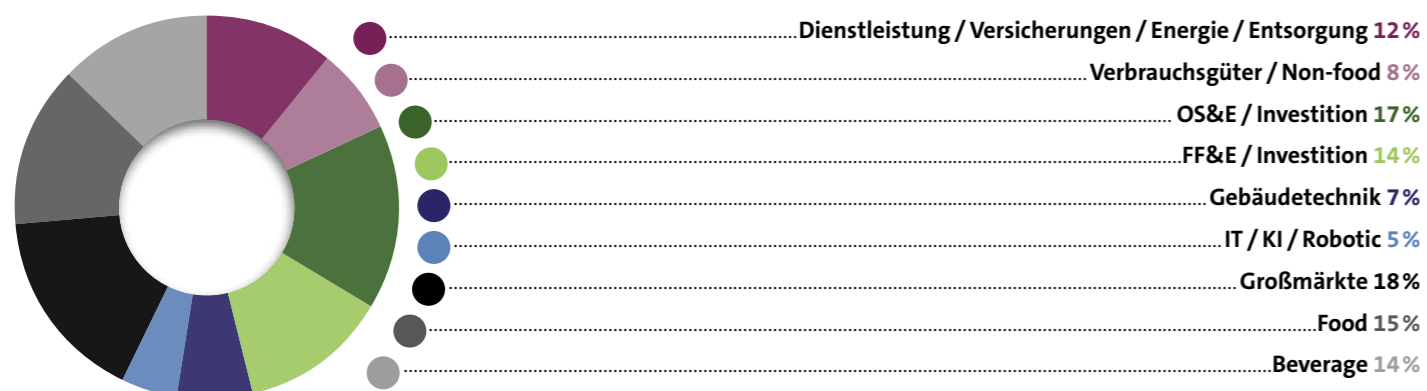 Dienstleistung / Versicherungen / Energie / Entsorgung 12 %
Verbrauchsgüter / Non-food 8 %
OS&E / Investition 17 %
FF&E / Investition 14 %
Gebäudetechnik 7 %
IT / KI / Robotic 5 %
Großmärkte 18 %
Food 15 %
Beverage 14 %